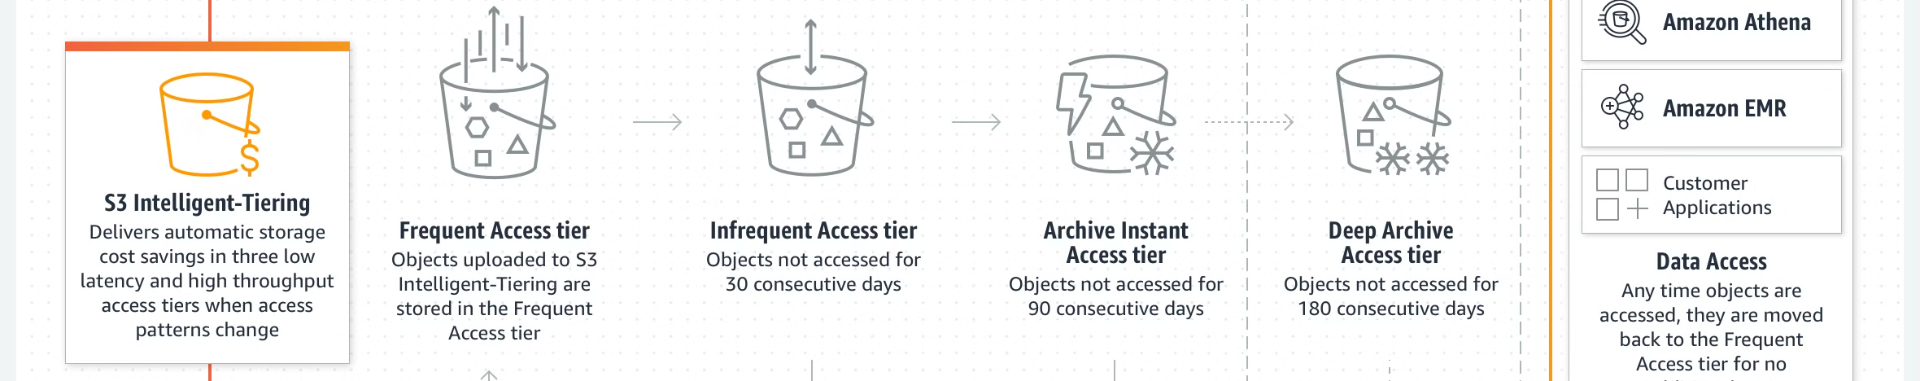 S3 Intelligent-Tiering
Delivers automatic storage
cost savings in three low
latency and high throughput
access tiers when access
patterns change
Frequent Access tier
Objects uploaded to S3
Intelligent-Tiering are
stored in the Frequent
Access tier
Infrequent Access tier
Objects not accessed for
30 consecutive days
Archive Instant
Access tier
Objects not accessed for
90 consecutive days
Deep Archive
Access tier
Objects not accessed for
180 consecutive days
Amazon Athena
Amazon EMR
Customer
Applications
Data Access
Any time objects are
accessed, they are moved
back to the Frequent
Access tier for no